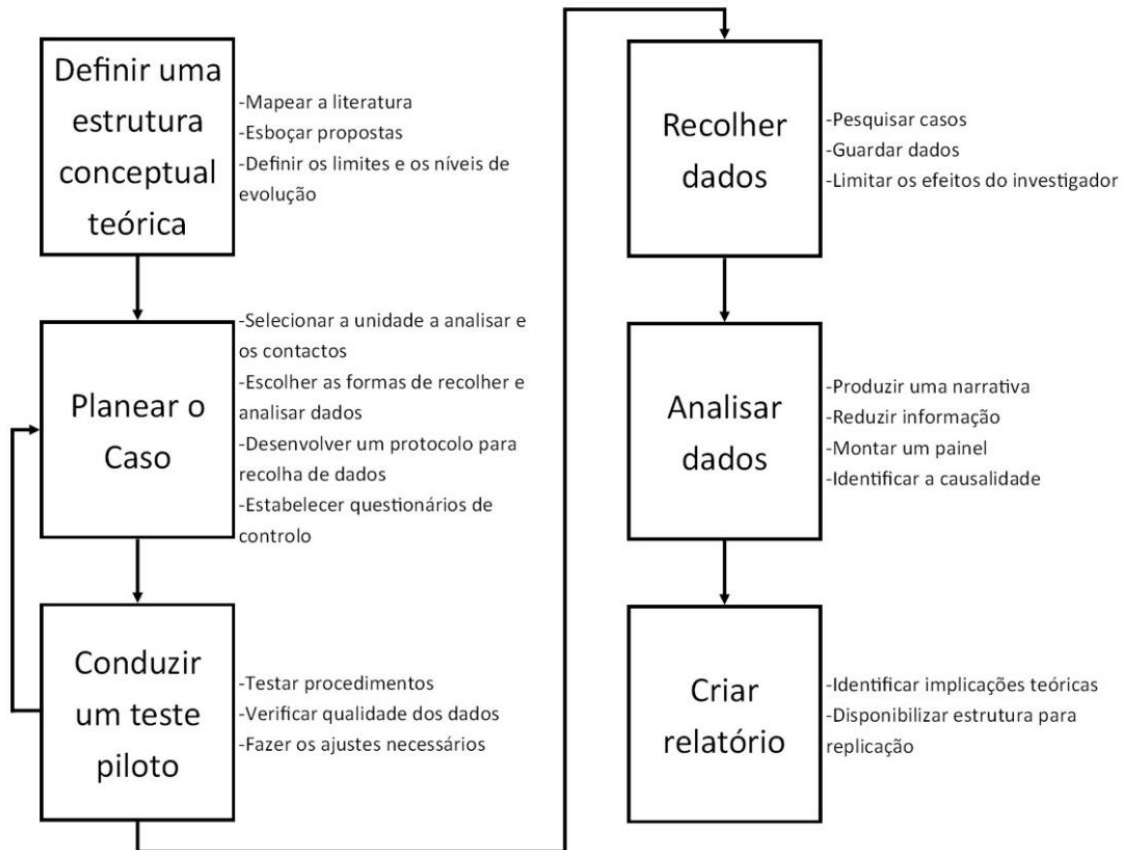 Definir uma
estrutura
conceptual
teórica
-Mapear a literatura
-Esboçar propostas
-Definir os limites e os níveis de
evolução
Planear o
Caso
-Selecionar a unidade a analisar e
os contactos
-Escolher as formas de recolher e
analisar dados
-Desenvolver um protocolo para
recolha de dados
-Estabelecer questionários de
controlo
Conduzir
um teste
piloto
-Testar procedimentos
-Verificar qualidade dos dados
-Fazer os ajustes necessários
Recolher
dados
-Pesquisar casos
-Guardar dados
-Limitar os efeitos do investigador
Analisar
dados
-Produzir uma narrativa
-Reduzir informação
-Montar um painel
-Identificar a causalidade
Criar
relatório
-Identificar implicações teóricas
-Disponibilizar estrutura para
replicação